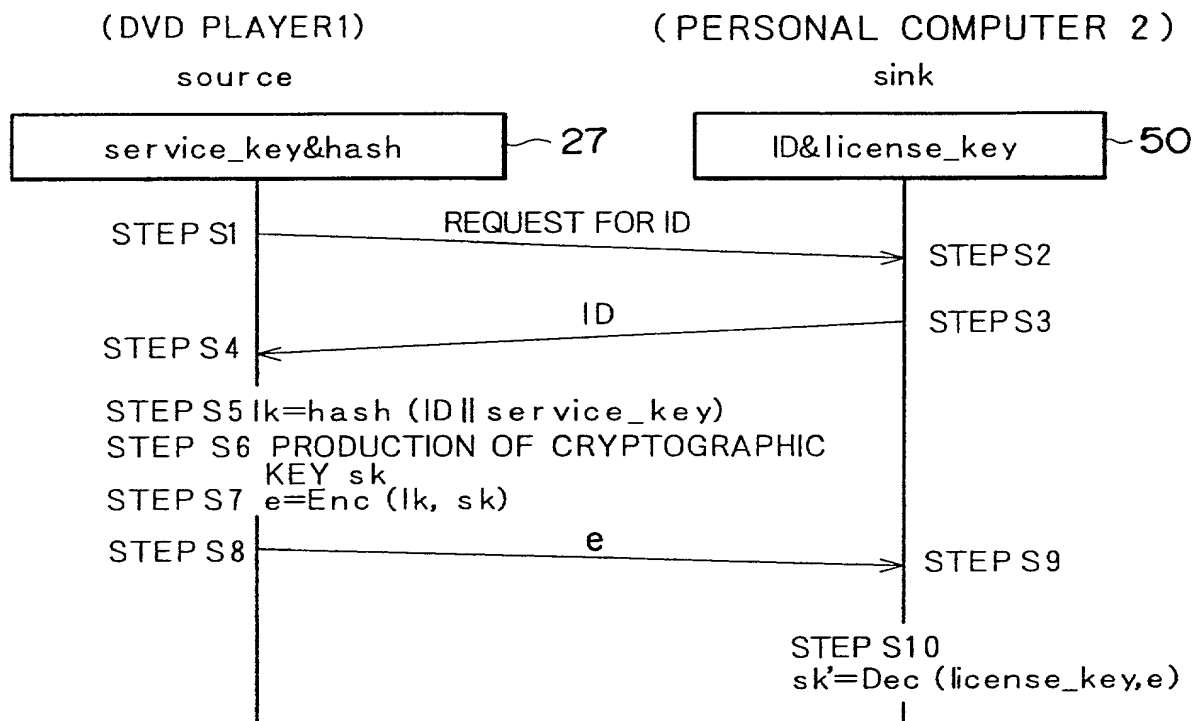 (DVD PLAYER1)
(PERSONAL COMPUTER 2)
source
sink
service_key&hash
27
ID&license_key
50
STEP S1
REQUEST FOR ID
STEP S2
ID
STEP S3
STEP S4
STEP S5 lk=hash (ID || service_key)
STEP S6 PRODUCTION OF CRYPTOGRAPHIC
KEY sk
STEP S7 e=Enc (lk, sk)
STEP S8
e
STEP S9
STEP S10
sk'=Dec (license_key,e)